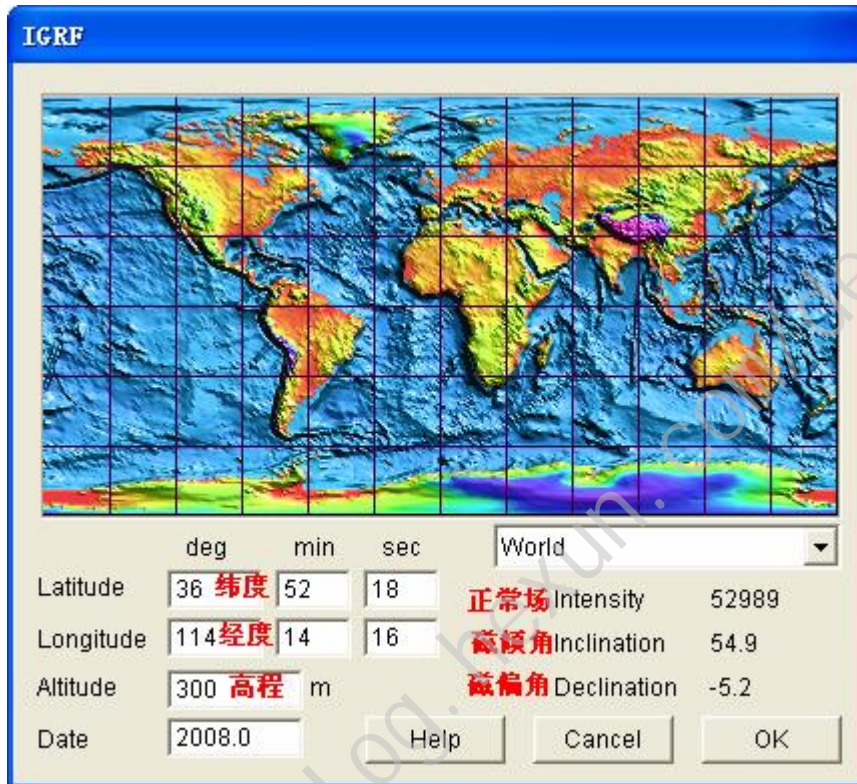 IGRF
deg min sec
World
Latitude 36 纬度 52 18
正常场 Intensity 52989
Longitude 114 经度 14 16
磁倾角 Inclination 54.9
Altitude 300 高程 m
磁偏角 Declination -5.2
Date 2008.0
Help Cancel OK